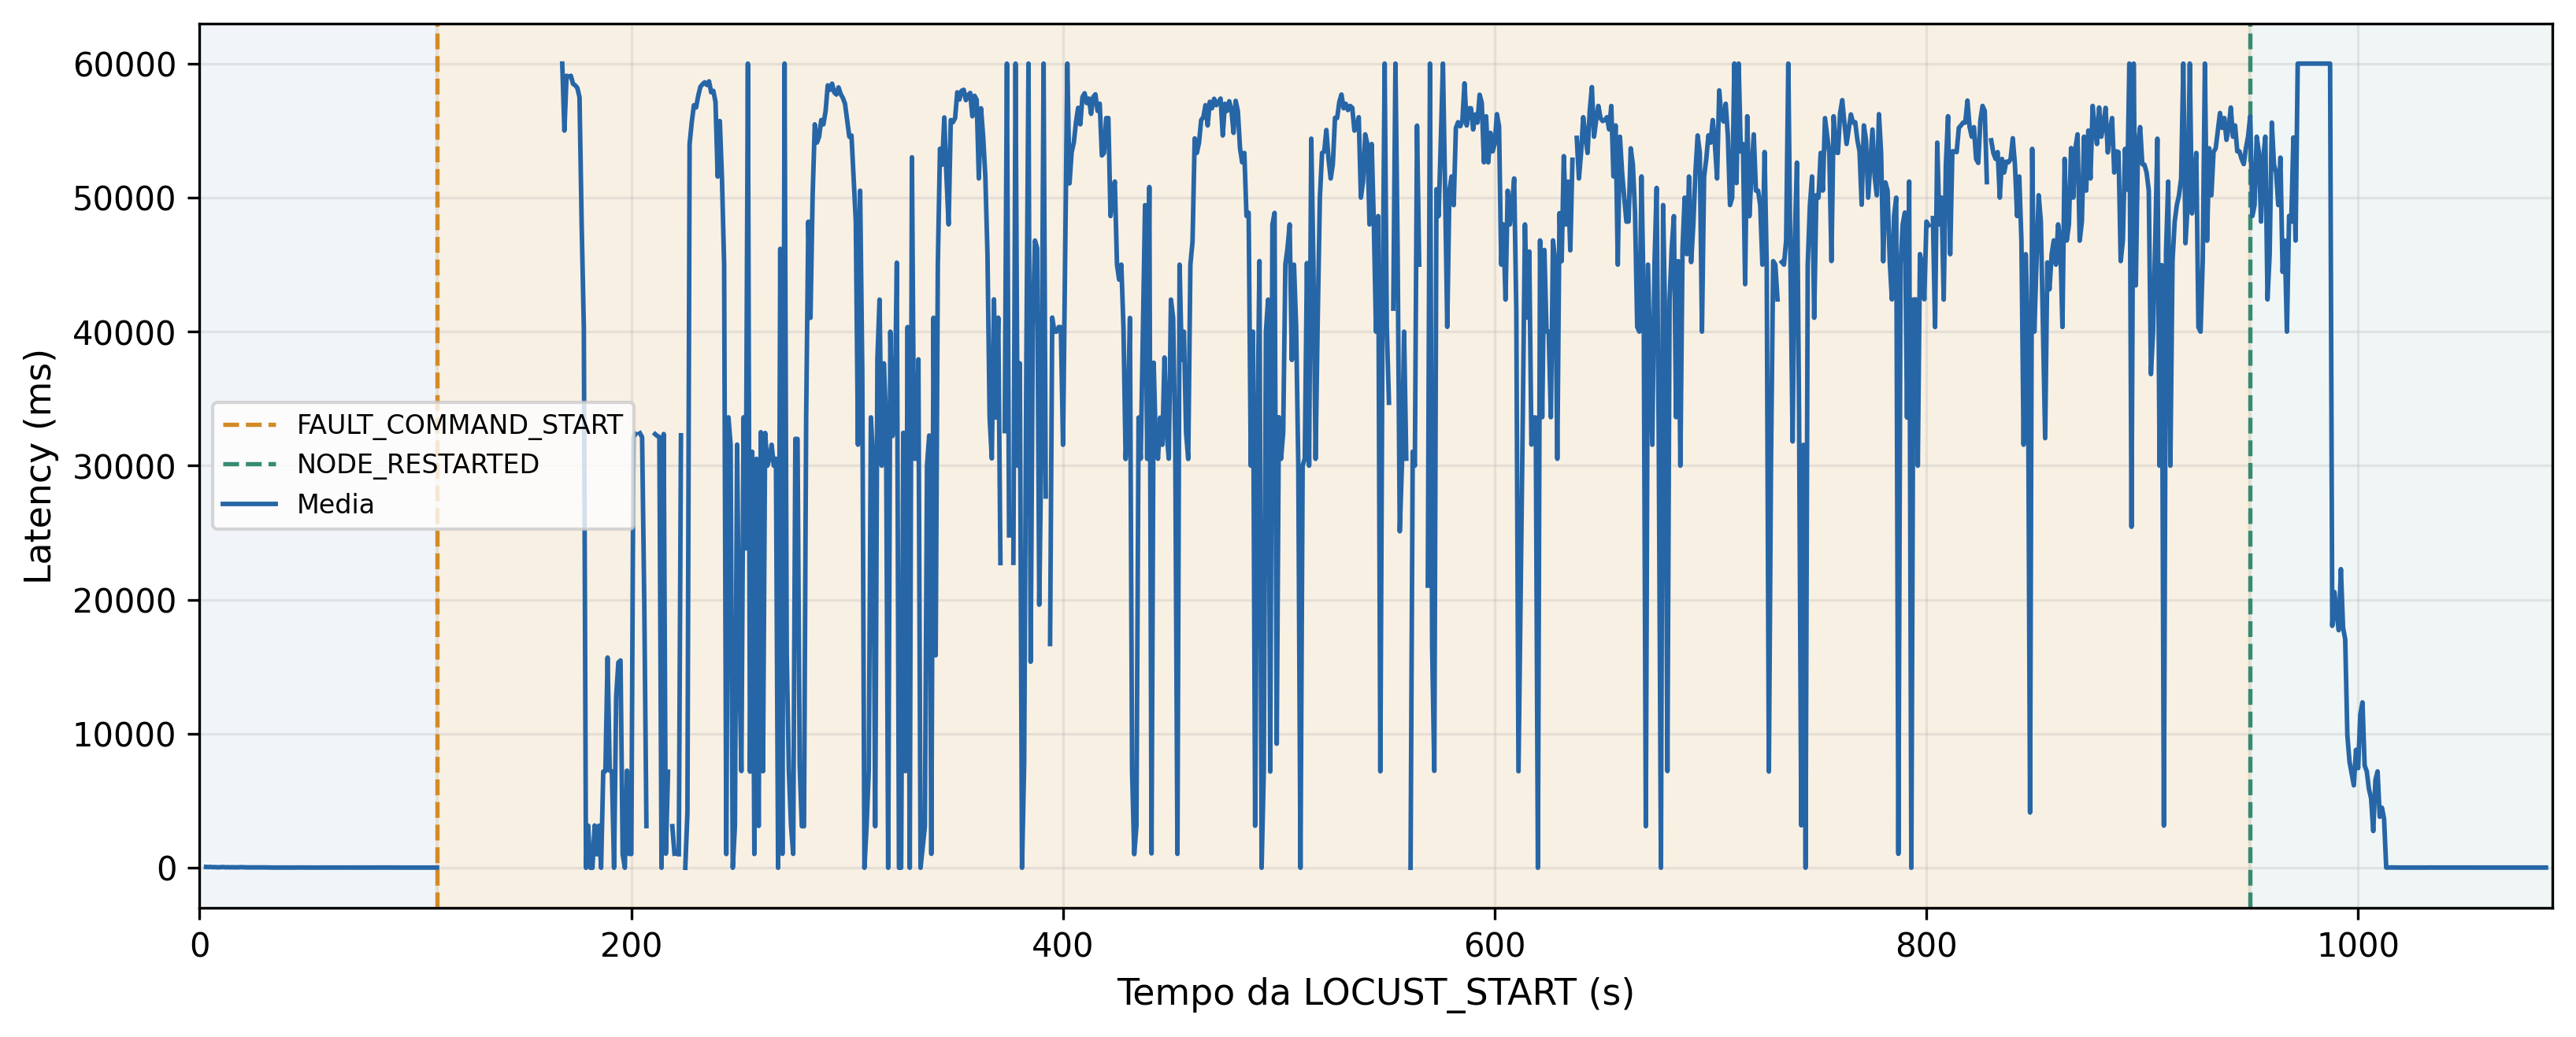 60000
50000
40000
30000
20000
10000
0
Latency (ms)
FAULT_COMMAND_START
NODE_RESTARTED
Media
0
200
400
600
800
1000
Tempo da LOCUST_START (s)